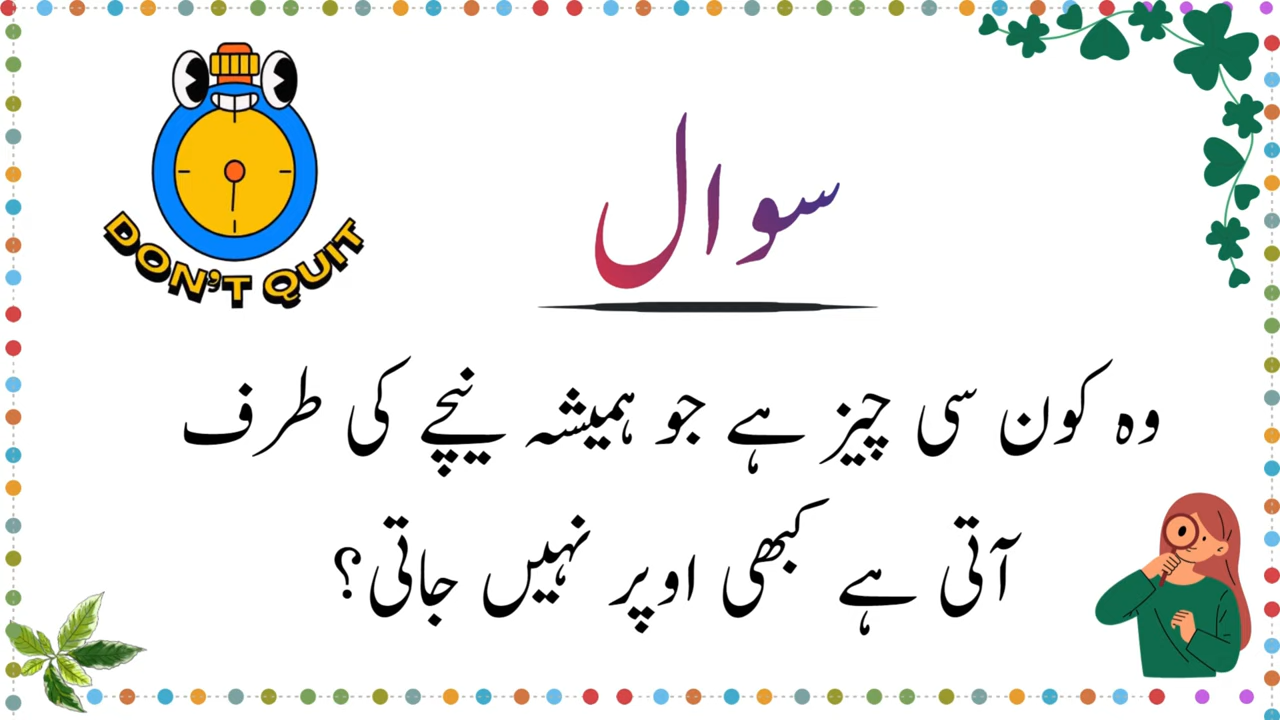 DON'T QUIT
سوال
وہ کون سی چیز ہے جو ہمیشہ نیچے کی طرف
آتی ہے کبھی اوپر نہیں جاتی؟